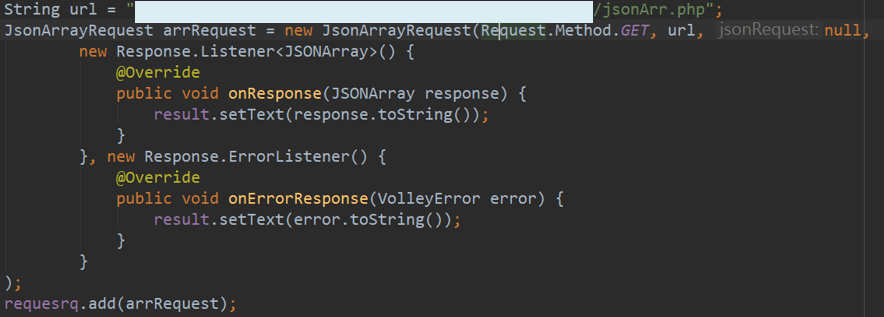 String url = "/jsonArr.php";
JsonArrayRequest arrRequest = new JsonArrayRequest(Request.Method.GET, url, jsonRequest: null,
new Response.Listener<JSONArray>() {
@Override
public void onResponse(JSONArray response) {
result.setText(response.toString());
}
}, new Response.ErrorListener() {
@Override
public void onErrorResponse(VolleyError error) {
result.setText(error.toString());
}
}
);
requesrq.add(arrRequest);